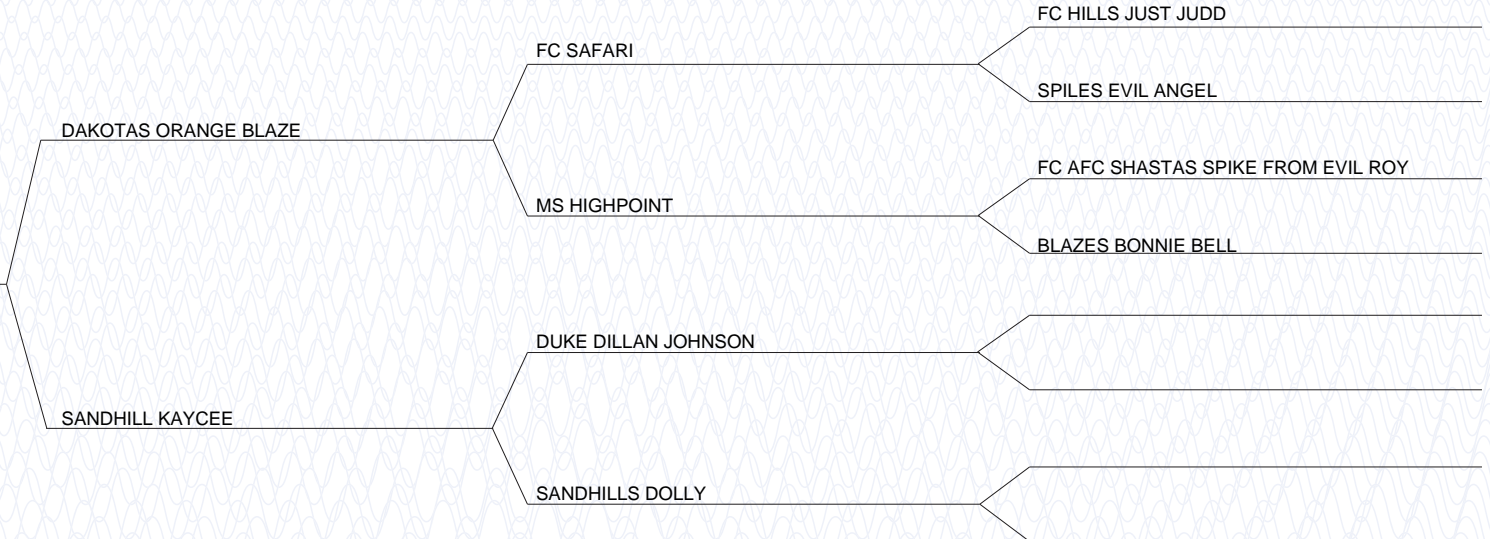 FC HILLS JUST JUDD
FC SAFARI
SPILES EVIL ANGEL
DAKOTAS ORANGE BLAZE
FC AFC SHASTAS SPIKE FROM EVIL ROY
MS HIGHPOINT
BLAZES BONNIE BELL
DUKE DILLAN JOHNSON
SANDHILL KAYCEE
SANDHILLS DOLLY